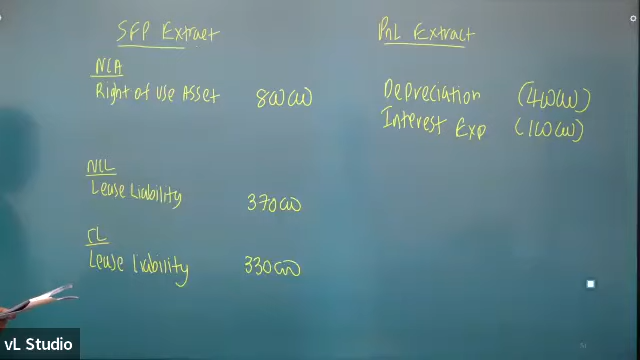 SFP Extract
NCA
Right of Use Asset 800000
NCL
Lease Liability 370000
CL
Lease liability 330000
PnL Extract
Depreciation (400000)
Interest Exp (100000)
vL Studio